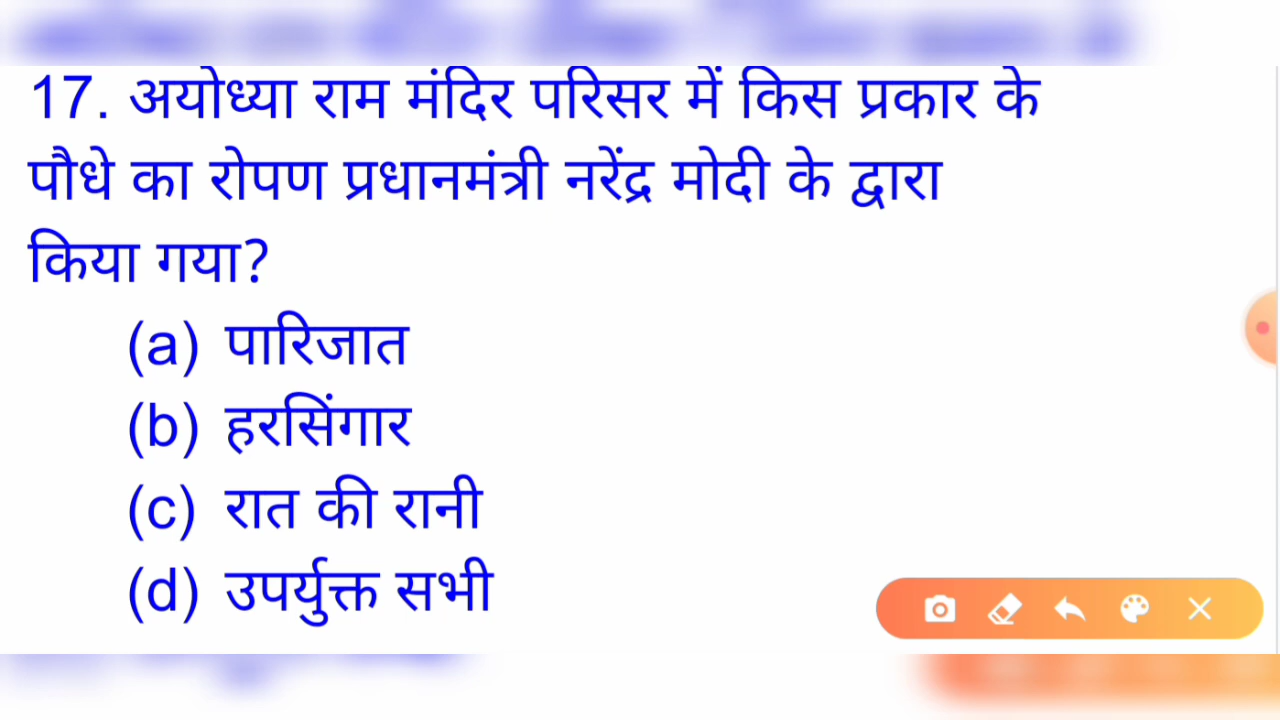 17. अयोध्या राम मंदिर परिसर में किस प्रकार के
पौधे का रोपण प्रधानमंत्री नरेंद्र मोदी के द्वारा
किया गया?
(a) पारिजात
(b) हरसिंगार
(c) रात की रानी
(d) उपर्युक्त सभी